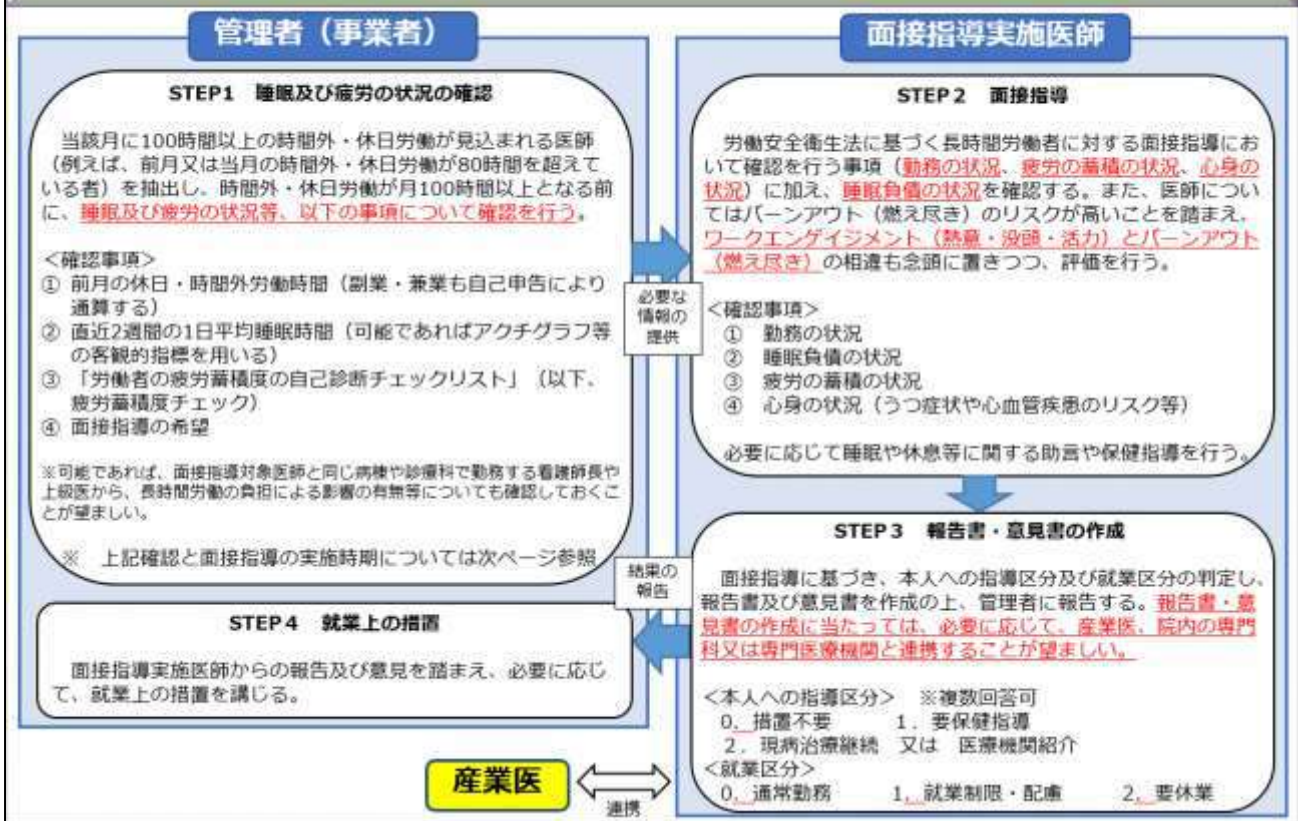 管理者（事業者）
STEP1　睡眠及び疲労の状況の確認
当該月に100時間以上の時間外・休日労働が見込まれる医師
（例えば、前月又は当月の時間外・休日労働が80時間を超えて
いる者）を抽出し、時間外・休日労働が月100時間以上となる前
に、睡眠及び疲労の状況等、以下の事項について確認を行う。
＜確認事項＞
① 前月の休日・時間外労働時間（副業・兼業も自己申告により
通算する）
② 直近2週間の1日平均睡眠時間（可能であればアクチグラフ等
の客観的指標を用いる）
③ 「労働者の疲労蓄積度の自己診断チェックリスト」（以下、
疲労蓄積度チェック）
④ 面接指導の希望
※可能であれば、面接指導対象医師と同じ病棟や診療科で勤務する看護師長や
上級医から、長時間労働の負担による影響の有無等についても確認しておくこ
とが望ましい。
※　上記確認と面接指導の実施時期については次ページ参照
必要な
情報の
提供
面接指導実施医師
STEP２　面接指導
労働安全衛生法に基づく長時間労働者に対する面接指導にお
いて確認を行う事項（勤務の状況、疲労の蓄積の状況、心身の
状況）に加え、睡眠負債の状況を確認する。また、医師につい
てはバーンアウト（燃え尽き）のリスクが高いことを踏まえ、
ワークエンゲイジメント（熱意・没頭・活力）とバーンアウト
（燃え尽き）の相違も念頭に置きつつ、評価を行う。
＜確認事項＞
①　勤務の状況
②　睡眠負債の状況
③　疲労の蓄積の状況
④　心身の状況（うつ症状や心血管疾患のリスク等）
必要に応じて睡眠や休息等に関する助言や保健指導を行う。
STEP３　報告書・意見書の作成
面接指導に基づき、本人への指導区分及び就業区分の判定し、
報告書及び意見書を作成の上、管理者に報告する。報告書・意
見書の作成に当たっては、必要に応じて、産業医、院内の専門
科又は専門医療機関と連携することが望ましい。
＜本人への指導区分＞　※複数回答可
０．措置不要　　１．要保健指導
２．現病治療継続　又は　医療機関紹介
＜就業区分＞
０．通常勤務　　１．就業制限・配慮　　２．要休業
結果の
報告
STEP４　就業上の措置
面接指導実施医師からの報告及び意見を踏まえ、必要に応じ
て、就業上の措置を講じる。
産業医
連携